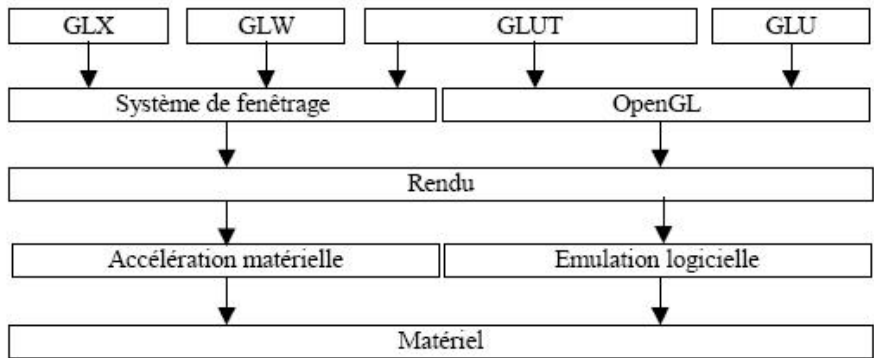 GLX GLW GLUT GLU
Système de fenêtrage OpenGL
Rendu
Accélération matérielle Emulation logicielle
Matériel